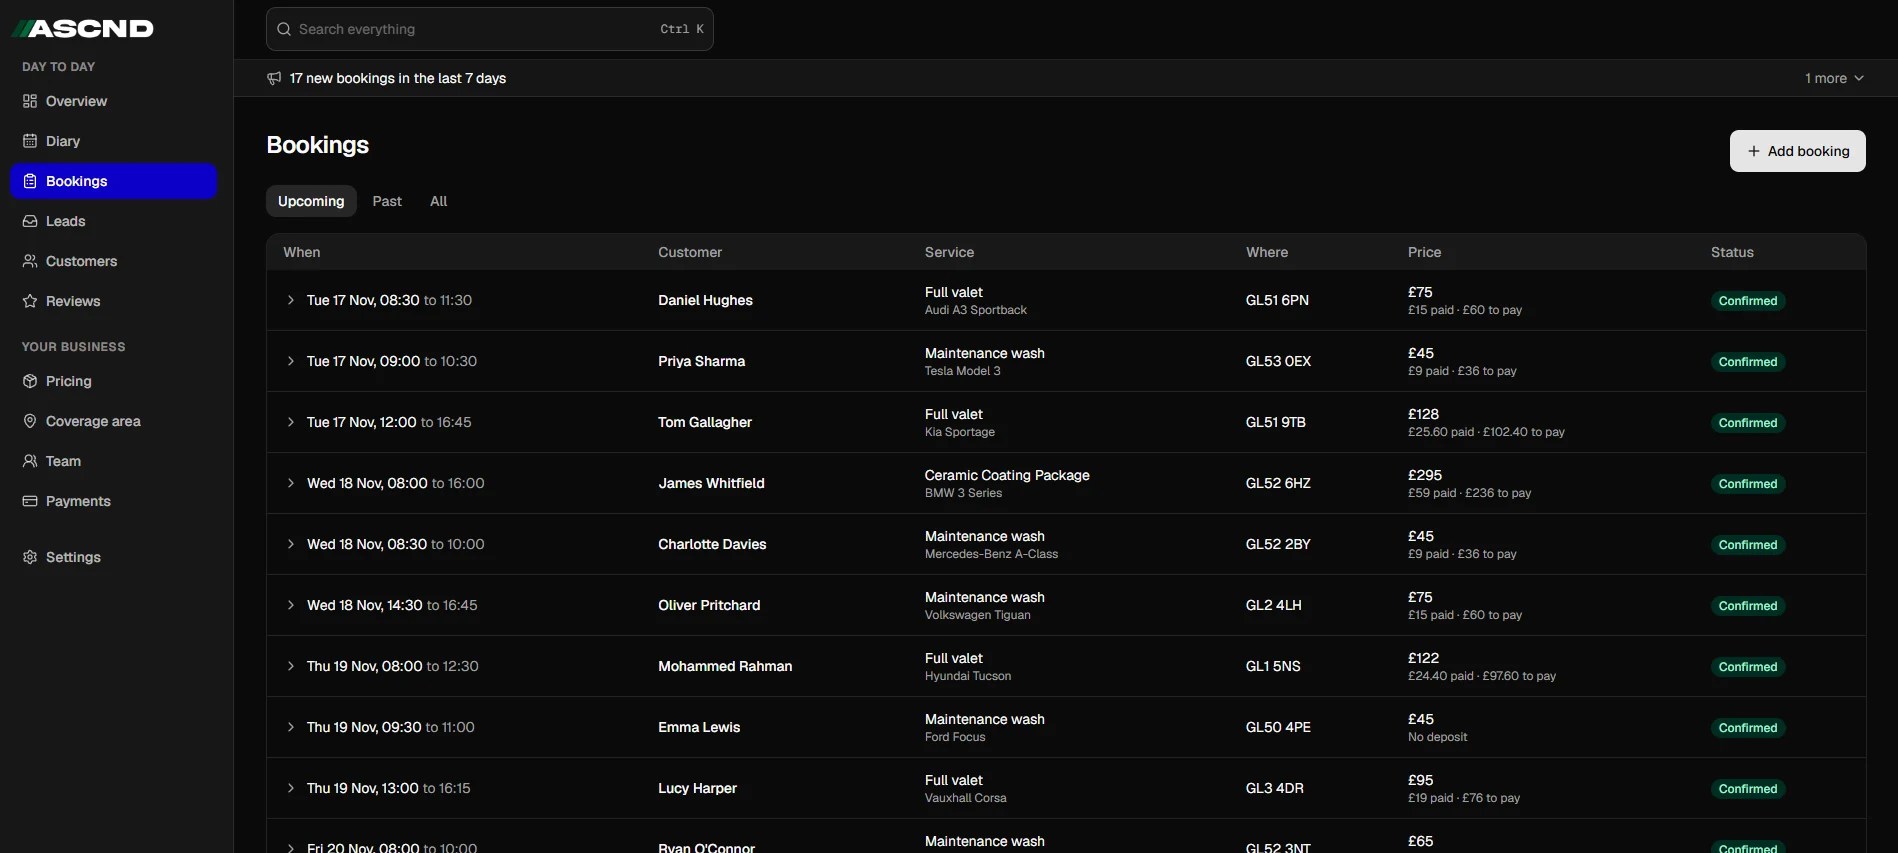 ASCND
Search everything
Ctrl K
DAY TO DAY
Overview
Diary
Bookings
Leads
Customers
Reviews
YOUR BUSINESS
Pricing
Coverage area
Team
Payments
Settings
17 new bookings in the last 7 days
1 more
Bookings
+ Add booking
Upcoming Past All
When Customer Service Where Price Status
Tue 17 Nov, 08:30 to 11:30 Daniel Hughes Full valet GL51 6PN £75 Confirmed
Audi A3 Sportback £15 paid · £60 to pay
Tue 17 Nov, 09:00 to 10:30 Priya Sharma Maintenance wash GL53 0EX £45 Confirmed
Tesla Model 3 £9 paid · £36 to pay
Tue 17 Nov, 12:00 to 16:45 Tom Gallagher Full valet GL51 9TB £128 Confirmed
Kia Sportage £25.60 paid · £102.40 to pay
Wed 18 Nov, 08:00 to 16:00 James Whitfield Ceramic Coating Package GL52 6HZ £295 Confirmed
BMW 3 Series £59 paid · £236 to pay
Wed 18 Nov, 08:30 to 10:00 Charlotte Davies Maintenance wash GL52 2BY £45 Confirmed
Mercedes-Benz A-Class £9 paid · £36 to pay
Wed 18 Nov, 14:30 to 16:45 Oliver Pritchard Maintenance wash GL2 4LH £75 Confirmed
Volkswagen Tiguan £15 paid · £60 to pay
Thu 19 Nov, 08:00 to 12:30 Mohammed Rahman Full valet GL1 5NS £122 Confirmed
Hyundai Tucson £24.40 paid · £97.60 to pay
Thu 19 Nov, 09:30 to 11:00 Emma Lewis Maintenance wash GL50 4PE £45 Confirmed
Ford Focus No deposit
Thu 19 Nov, 13:00 to 16:15 Lucy Harper Full valet GL3 4DR £95 Confirmed
Vauxhall Corsa £19 paid · £76 to pay
Fri 20 Nov, 08:00 to 10:00 Ryan O'Connor Maintenance wash GL52 3NT £65 Confirmed